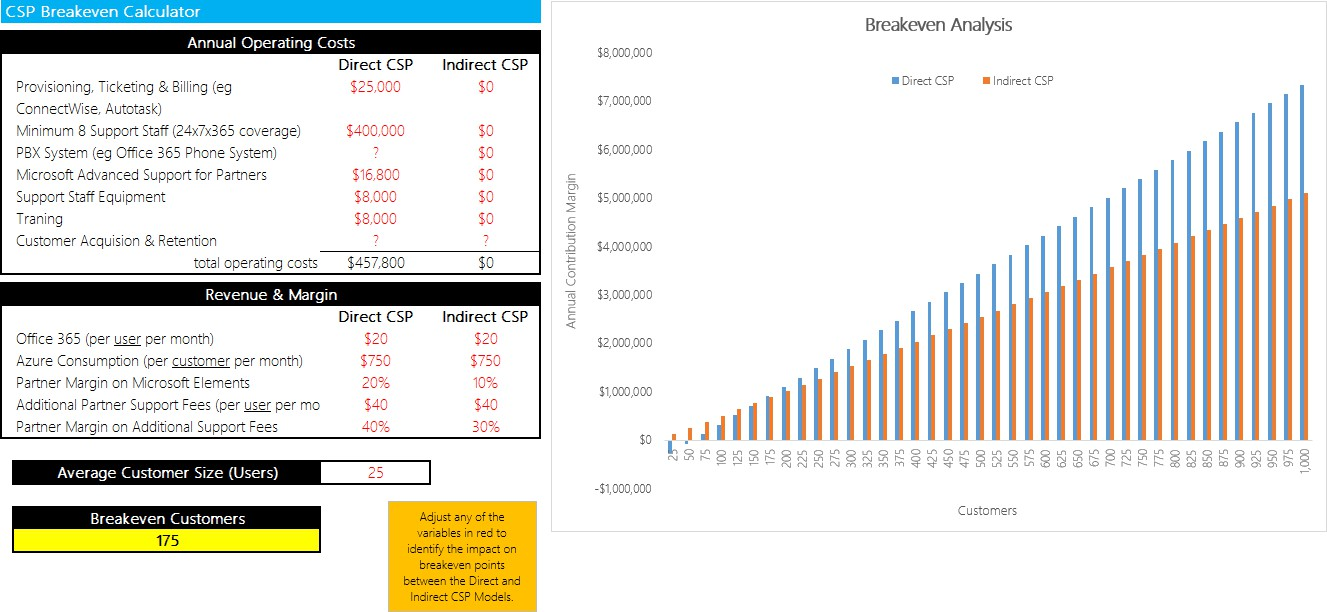 CSP Breakeven Calculator
Annual Operating Costs
Direct CSP Indirect CSP
Provisioning, Ticketing & Billing (eg $25,000 $0
ConnectWise, Autotask)
Minimum 8 Support Staff (24x7x365 coverage) $400,000 $0
PBX System (eg Office 365 Phone System) ? $0
Microsoft Advanced Support for Partners $16,800 $0
Support Staff Equipment $8,000 $0
Traning $8,000 $0
Customer Acquision & Retention ? ?
total operating costs $457,800 $0
Revenue & Margin
Direct CSP Indirect CSP
Office 365 (per user per month) $20 $20
Azure Consumption (per customer per month) $750 $750
Partner Margin on Microsoft Elements 20% 10%
Additional Partner Support Fees (per user per mo $40 $40
Partner Margin on Additional Support Fees 40% 30%
Average Customer Size (Users) 25
Breakeven Customers
175
Adjust any of the
variables in red to
identify the impact on
breakeven points
between the Direct and
Indirect CSP Models.
Breakeven Analysis
Direct CSP Indirect CSP
Annual Contribution Margin
$8,000,000
$7,000,000
$6,000,000
$5,000,000
$4,000,000
$3,000,000
$2,000,000
$1,000,000
$0
-$1,000,000
25 50 75 100 125 150 175 200 225 250 275 300 325 350 375 400 425 450 475 500 525 550 575 600 625 650 675 700 725 750 775 800 825 850 875 900 925 950 975 1,000
Customers